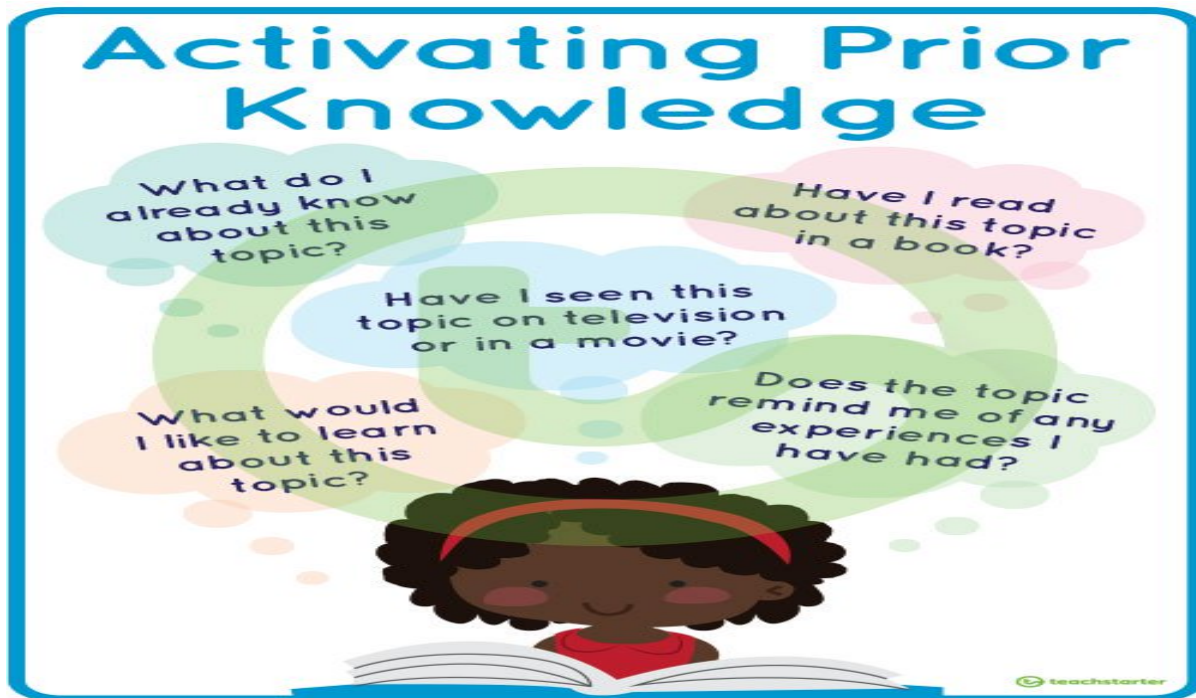 Activating Prior
Knowledge
What do I
already know
about this
topic?
Have I read
about this topic
in a book?
Have I seen this
topic on television
or in a movie?
What would
I like to learn
about this
topic?
Does the topic
remind me of any
experiences I
have had?
teachstarter